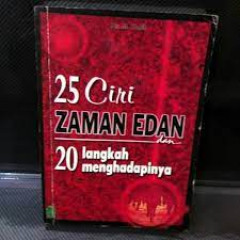 25 Ciri
ZAMAN EDAN
dan
20 langkah
menghadapinya